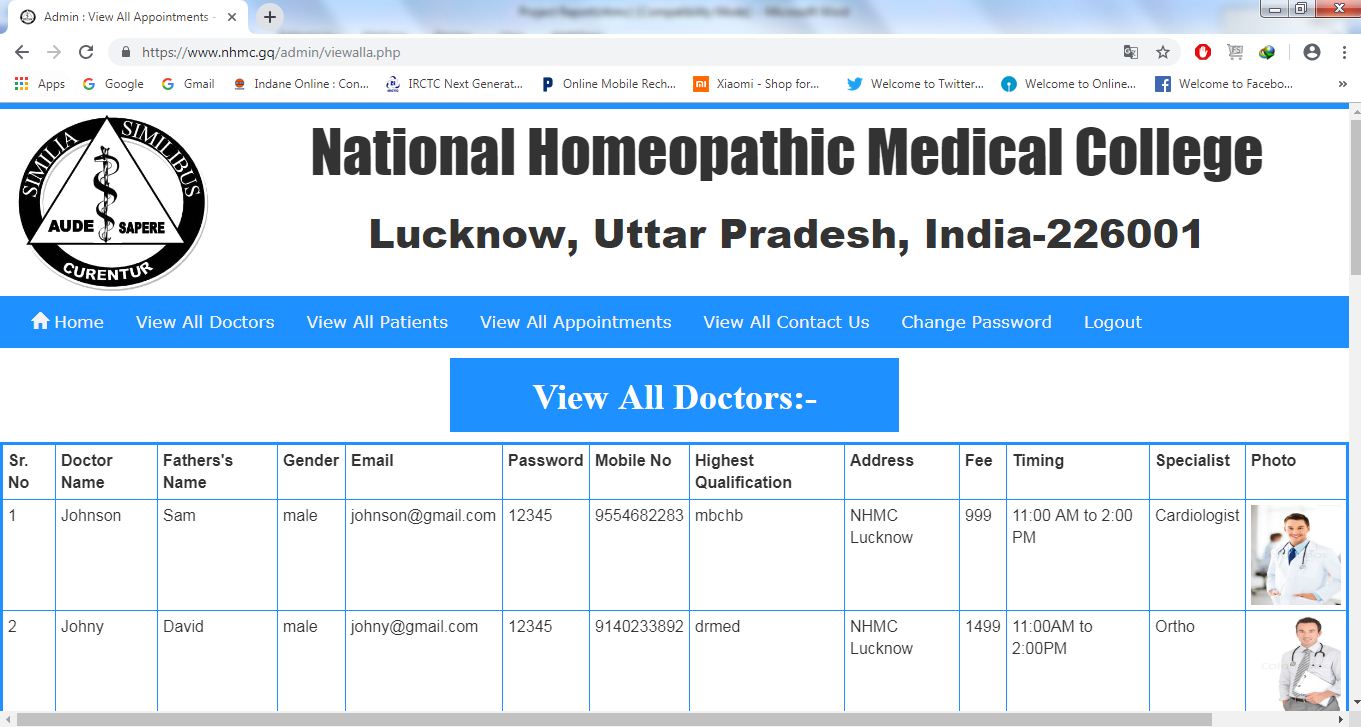 Admin : View All Appointments -
https://www.nhmc.gq/admin/viewalla.php
Apps Google Gmail Indane Online : Con... IRCTC Next Generat... Online Mobile Rech... Xiaomi - Shop for... Welcome to Twitter... Welcome to Online... Welcome to Facebo... »
SIMILIA SIMILIBUS
AUDE SAPERE
CURENTUR
National Homeopathic Medical College
Lucknow, Uttar Pradesh, India-226001
Home View All Doctors View All Patients View All Appointments View All Contact Us Change Password Logout
View All Doctors:-
Sr. No Doctor Name Fathers's Name Gender Email Password Mobile No Highest Qualification Address Fee Timing Specialist Photo
1 Johnson Sam male johnson@gmail.com 12345 9554682283 mbchb NHMC Lucknow 999 11:00 AM to 2:00 PM Cardiologist
2 Johny David male johny@gmail.com 12345 9140233892 drmed NHMC Lucknow 1499 11:00AM to 2:00PM Ortho